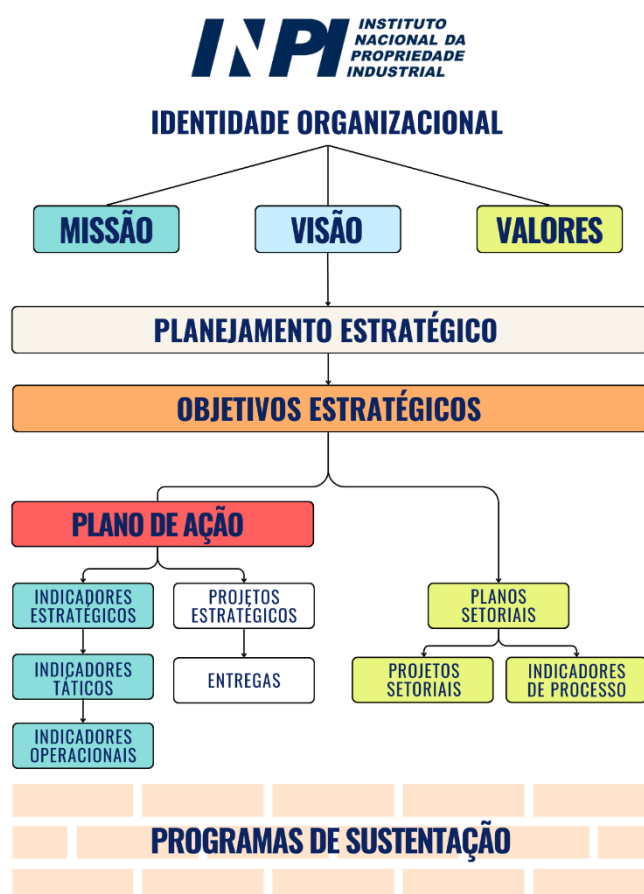 INPI
INSTITUTO
NACIONAL DA
PROPRIEDADE
INDUSTRIAL
IDENTIDADE ORGANIZACIONAL
MISSÃO
VISÃO
VALORES
PLANEJAMENTO ESTRATÉGICO
OBJETIVOS ESTRATÉGICOS
PLANO DE AÇÃO
INDICADORES
ESTRATÉGICOS
PROJETOS
ESTRATÉGICOS
PLANOS
SETORIAIS
INDICADORES
TÁTICOS
ENTREGAS
PROJETOS
SETORIAIS
INDICADORES
DE PROCESSO
INDICADORES
OPERACIONAIS
PROGRAMAS DE SUSTENTAÇÃO